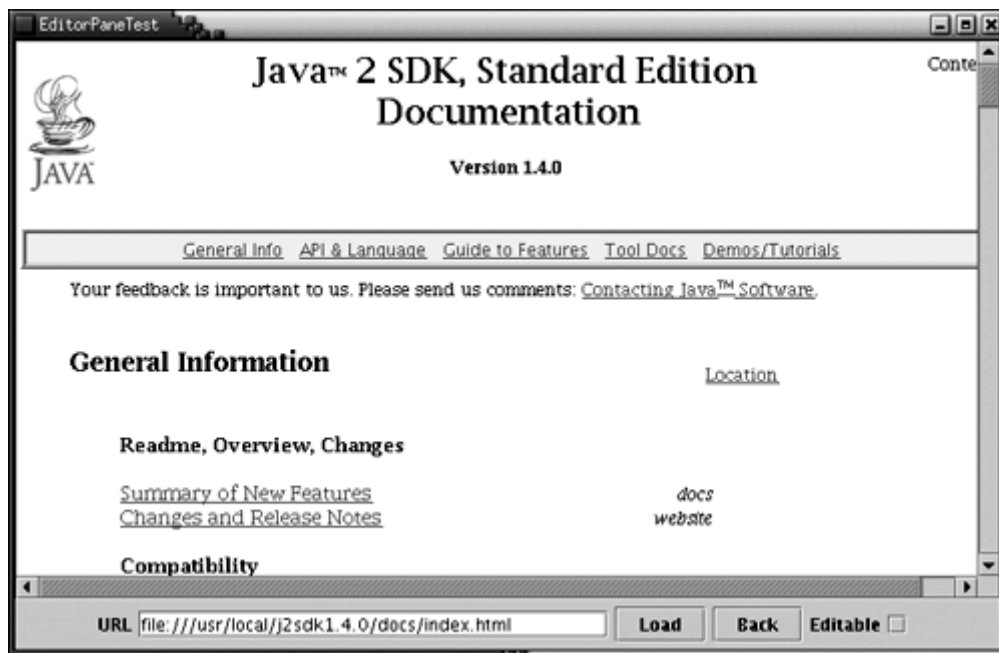 EditorPaneTest
Java™ 2 SDK, Standard Edition
Documentation
Conte
JAVA
Version 1.4.0
General Info API & Language Guide to Features Tool Docs Demos/Tutorials
Your feedback is important to us. Please send us comments: Contacting Java™ Software.
General Information
Location
Readme, Overview, Changes
Summary of New Features docs
Changes and Release Notes website
Compatibility
URL file:///usr/local/j2sdk1.4.0/docs/index.html Load Back Editable